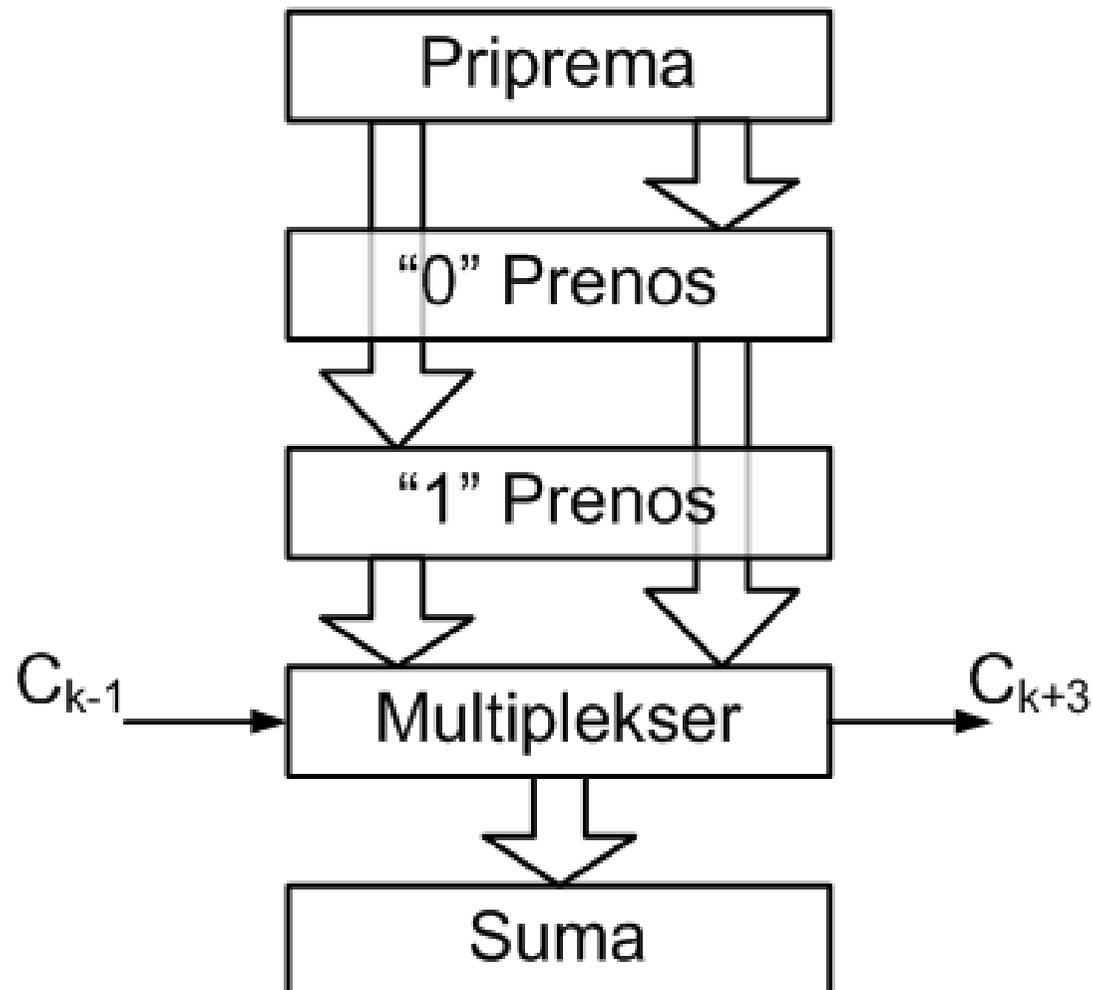 Priprema
“0” Prenos
“1” Prenos
Ck-1
Multiplekser
Ck+3
Suma